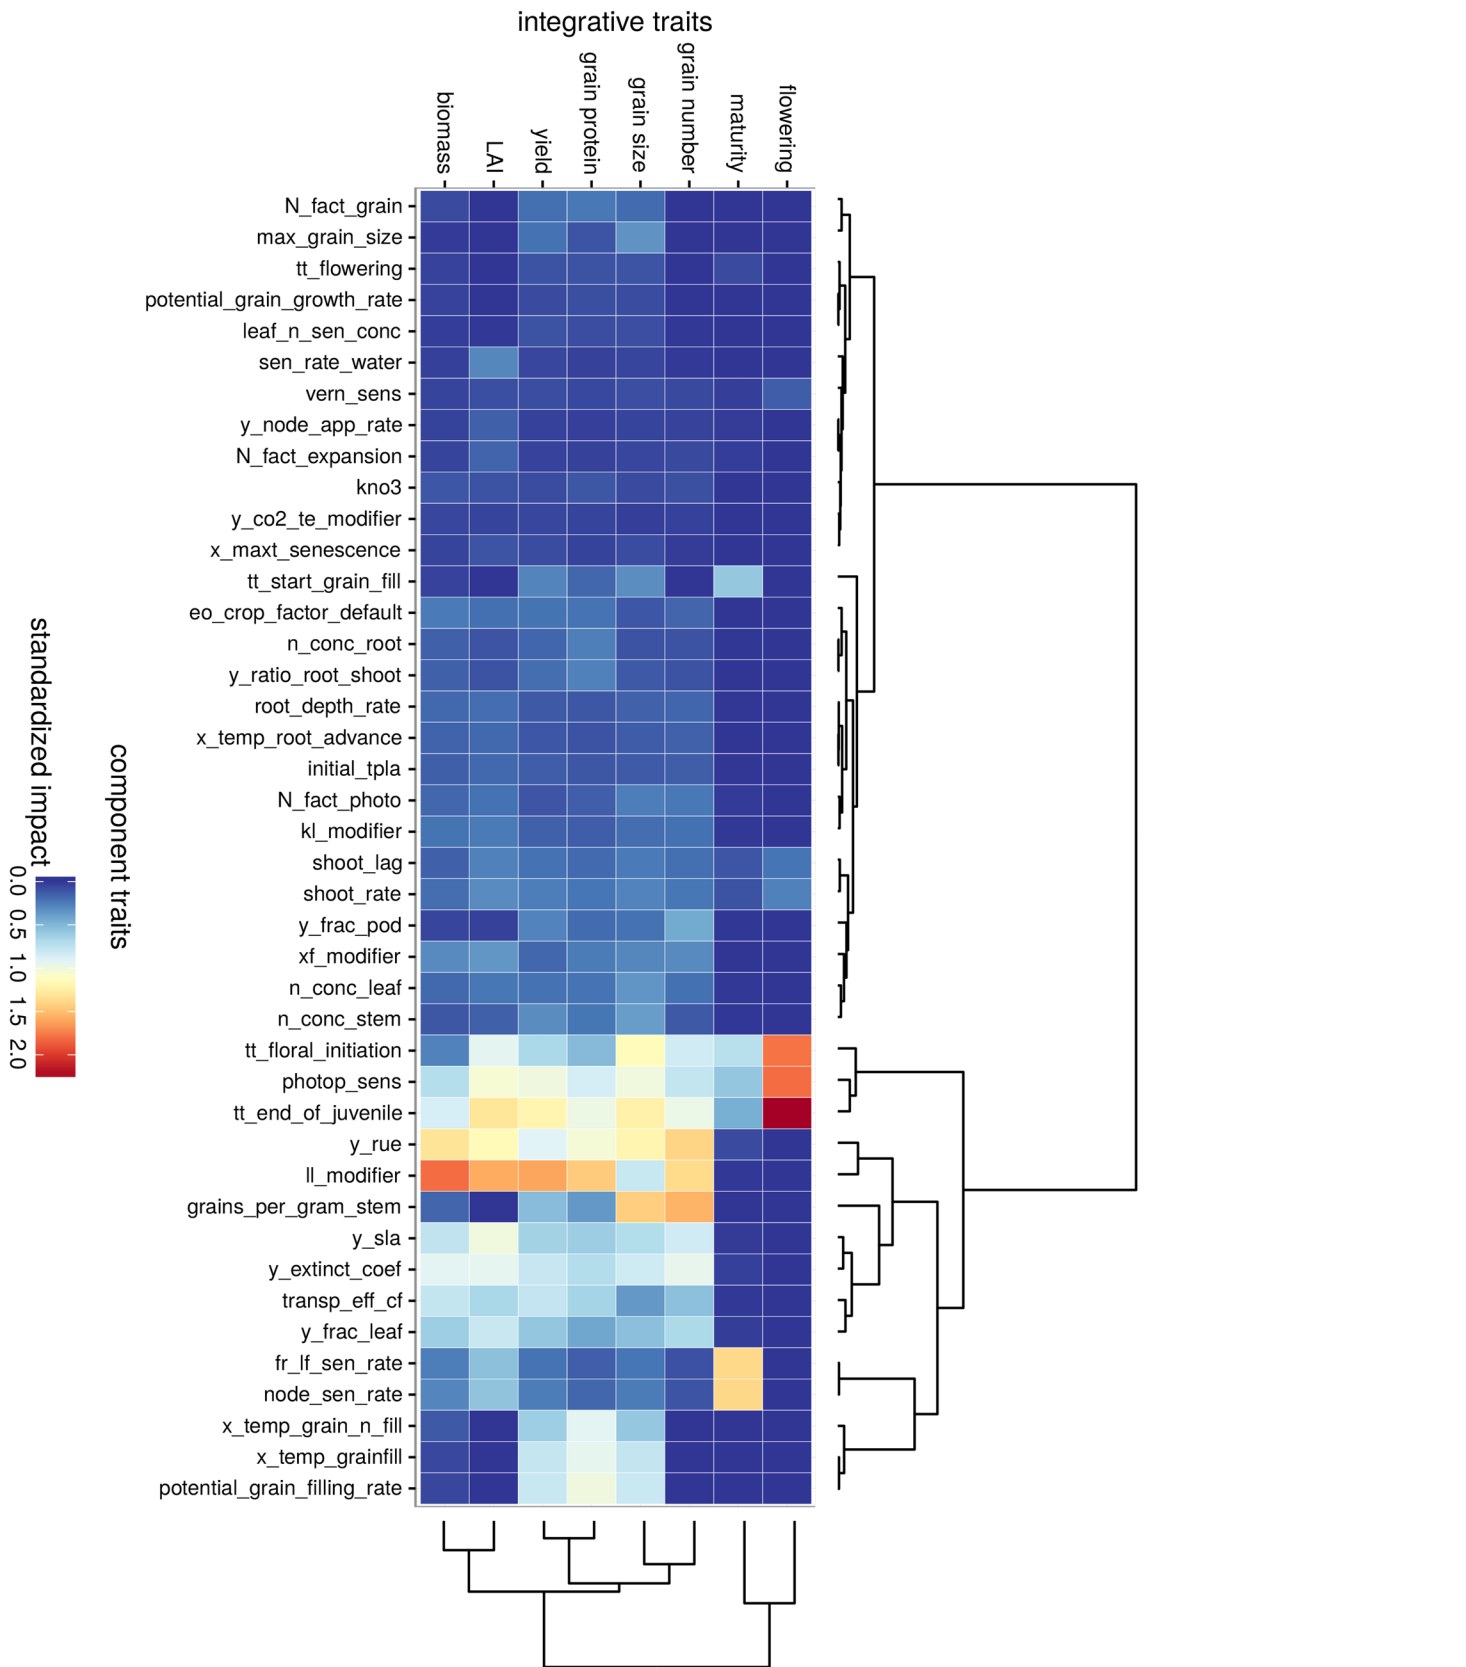 integrative traits
biomass
LAI
yield
grain protein
grain size
grain number
maturity
flowering
N_fact_grain
max_grain_size
tt_flowering
potential_grain_growth_rate
leaf_n_sen_conc
sen_rate_water
vern_sens
y_node_app_rate
N_fact_expansion
kno3
y_co2_te_modifier
x_maxt_senescence
tt_start_grain_fill
eo_crop_factor_default
n_conc_root
y_ratio_root_shoot
root_depth_rate
x_temp_root_advance
initial_tpla
N_fact_photo
kl_modifier
shoot_lag
shoot_rate
y_frac_pod
xf_modifier
n_conc_leaf
n_conc_stem
tt_floral_initiation
photop_sens
tt_end_of_juvenile
y_rue
ll_modifier
grains_per_gram_stem
y_sla
y_extinct_coef
transp_eff_cf
y_frac_leaf
fr_lf_sen_rate
node_sen_rate
x_temp_grain_n_fill
x_temp_grainfill
potential_grain_filling_rate
component traits
standardized impact
0.0 0.5 1.0 1.5 2.0